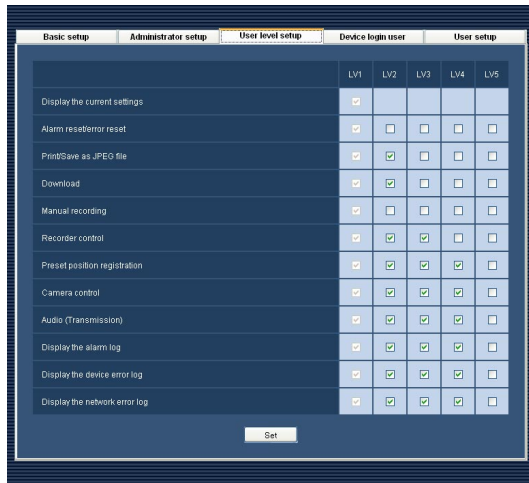 Basic setup Administrator setup User level setup Device login user User setup
LV1 LV2 LV3 LV4 LV5
Display the current settings
Alarm reset/error reset
Print/Save as JPEG file
Download
Manual recording
Recorder control
Preset position registration
Camera control
Audio (Transmission)
Display the alarm log
Display the device error log
Display the network error log
Set